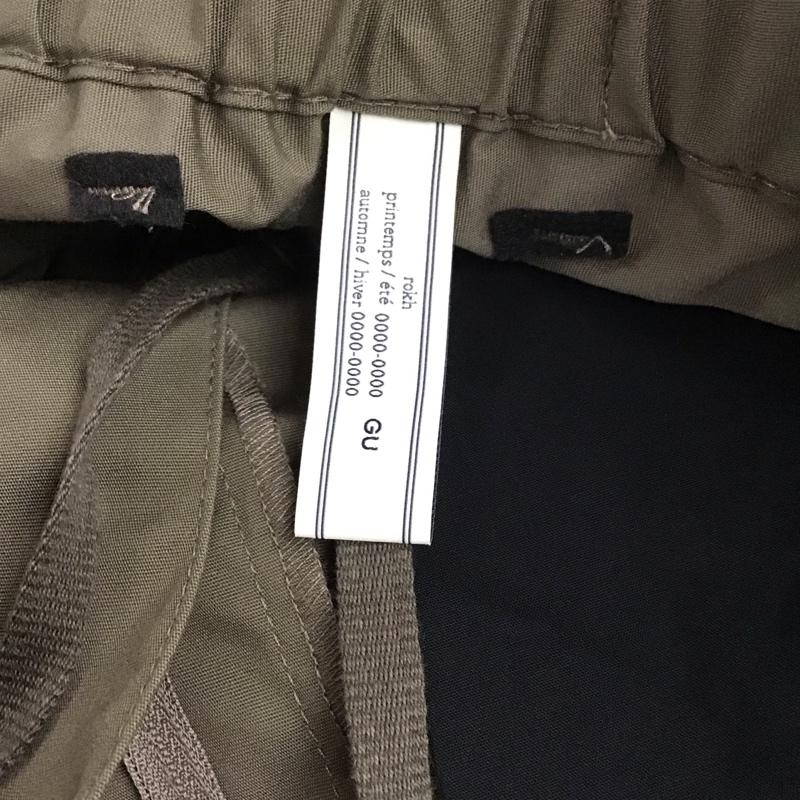 rokh
printemps / été 0000-0000
automne / hiver 0000-0000
GU